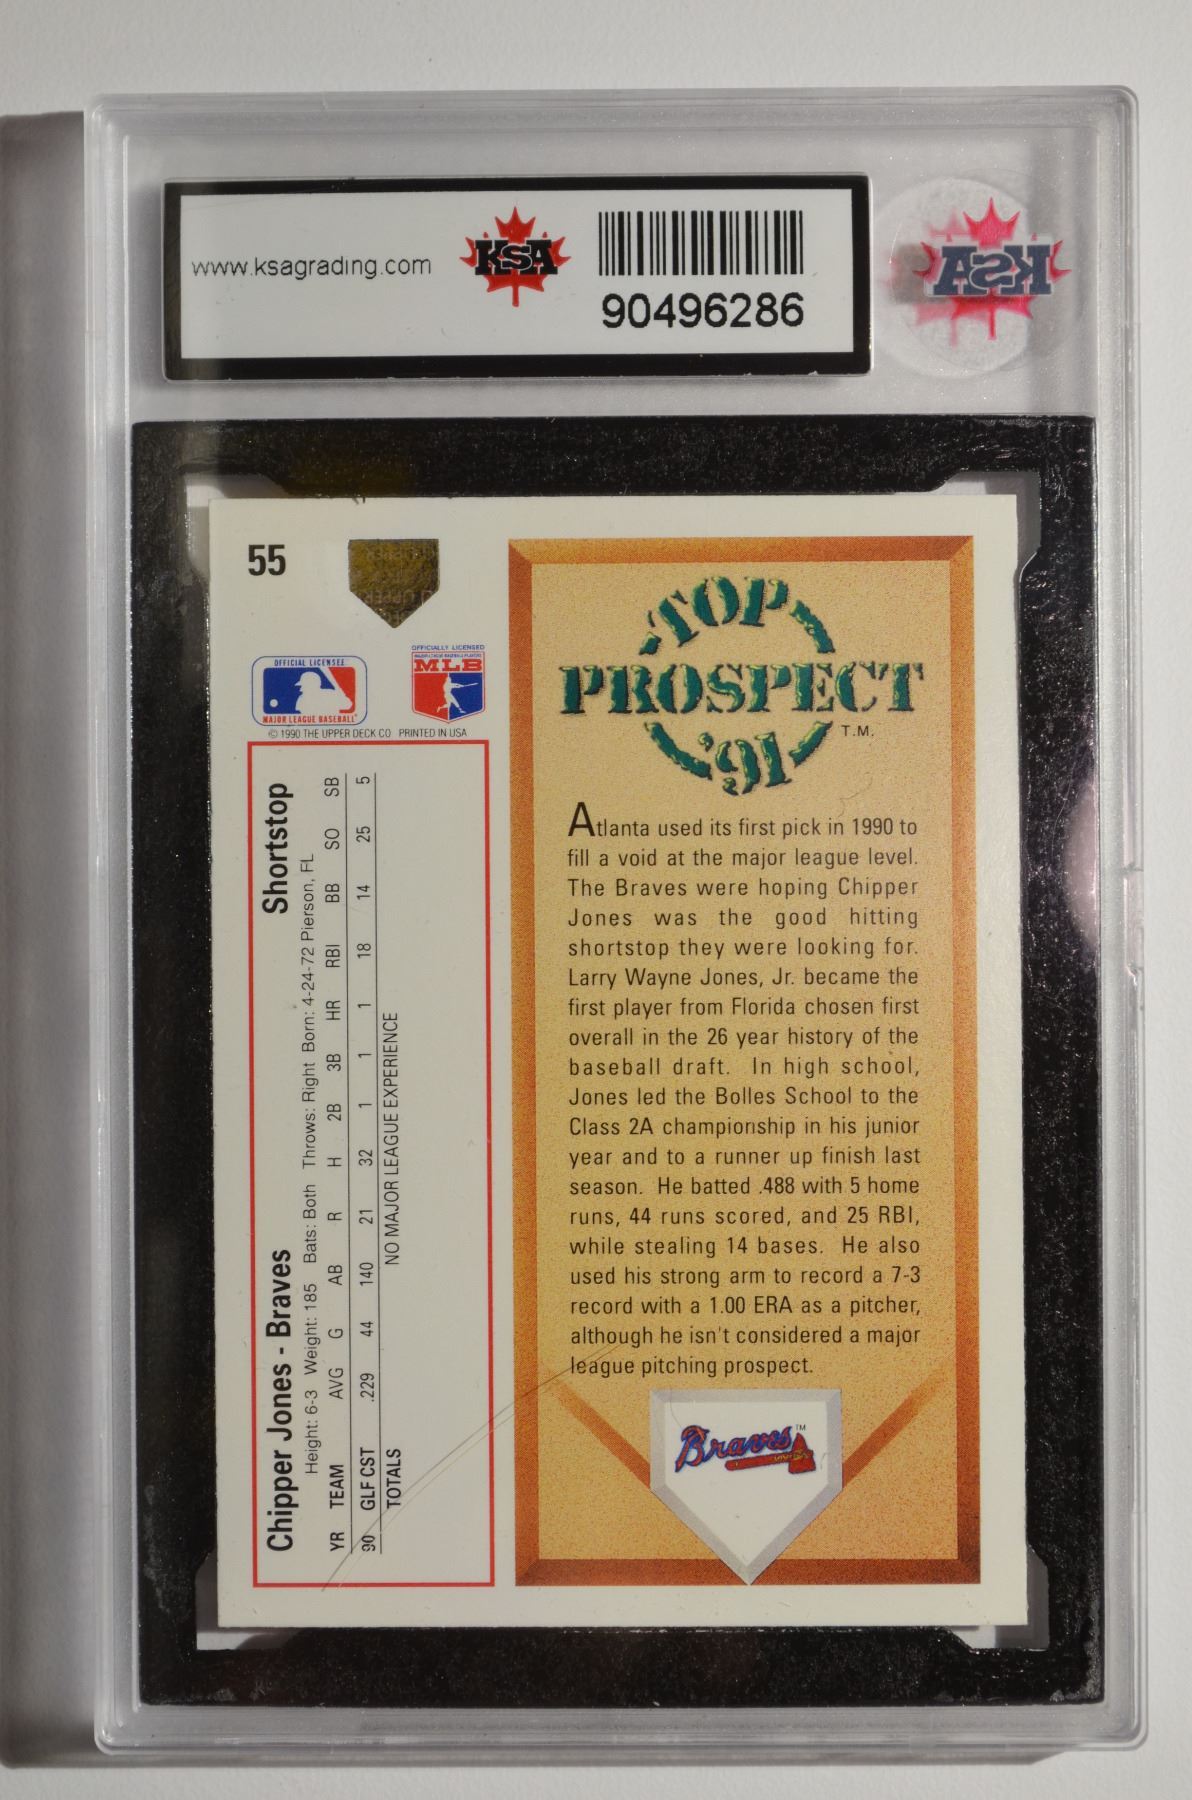 www.ksagrading.com
KSA
90496286
KSA
55
OFFICIAL LICENSEE
MAJOR LEAGUE BASEBALL
OFFICIALLY LICENSED
MAJOR LEAGUE BASEBALL PLAYERS
MLB
© 1990 THE UPPER DECK CO. PRINTED IN USA
Chipper Jones - Braves Shortstop
Height: 6-3 Weight: 185 Bats: Both Throws: Right Born: 4-24-72 Pierson, FL
YR TEAM AVG G AB R H 2B 3B HR RBI BB SO SB
90 GLF CST .229 44 140 21 32 1 1 1 18 14 25 5
TOTALS NO MAJOR LEAGUE EXPERIENCE
TOP
PROSPECT
'91
T.M.
Atlanta used its first pick in 1990 to
fill a void at the major league level.
The Braves were hoping Chipper
Jones was the good hitting
shortstop they were looking for.
Larry Wayne Jones, Jr. became the
first player from Florida chosen first
overall in the 26 year history of the
baseball draft. In high school,
Jones led the Bolles School to the
Class 2A championship in his junior
year and to a runner up finish last
season. He batted .488 with 5 home
runs, 44 runs scored, and 25 RBI,
while stealing 14 bases. He also
used his strong arm to record a 7-3
record with a 1.00 ERA as a pitcher,
although he isn't considered a major
league pitching prospect.
Braves TM